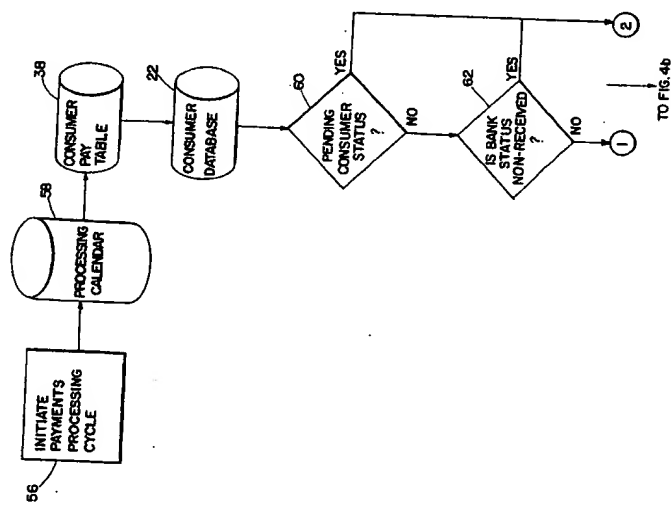 56
INITIATE
PAYMENTS
PROCESSING
CYCLE
58
PROCESSING
CALENDAR
38
CONSUMER
PAY
TABLE
22
CONSUMER
DATABASE
60
PENDING
CONSUMER
STATUS
?
YES
NO
62
IS BANK
STATUS
NON-RECEIVED
?
YES
NO
1
2
TO FIG. 4b